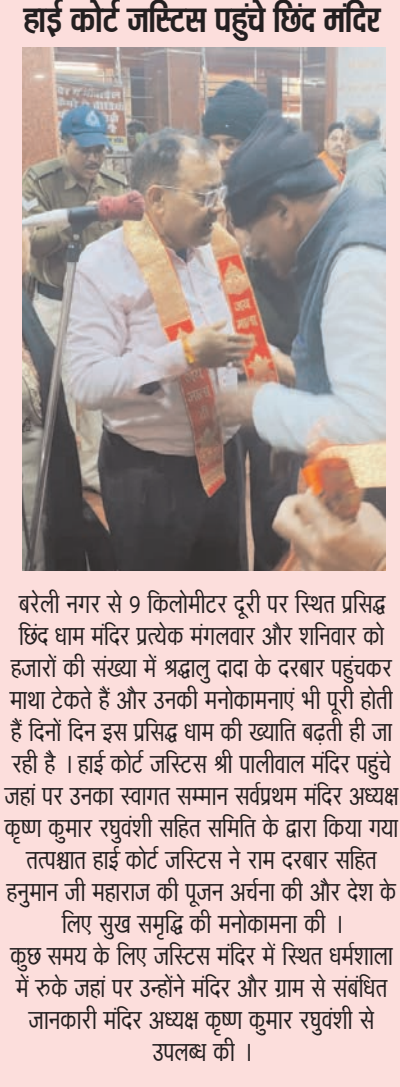 हाई कोर्ट जस्टिस पहुंचे छिंद मंदिर
जय
माता
जय
माता
बरेली नगर से 9 किलोमीटर दूरी पर स्थित प्रसिद्ध
छिंद धाम मंदिर प्रत्येक मंगलवार और शनिवार को
हजारों की संख्या में श्रद्धालु दादा के दरबार पहुंचकर
माथा टेकते हैं और उनकी मनोकामनाएं भी पूरी होती
हैं दिनों दिन इस प्रसिद्ध धाम की ख्याति बढ़ती ही जा
रही है । हाई कोर्ट जस्टिस श्री पालीवाल मंदिर पहुंचे
जहां पर उनका स्वागत सम्मान सर्वप्रथम मंदिर अध्यक्ष
कृष्ण कुमार रघुवंशी सहित समिति के द्वारा किया गया
तत्पश्चात हाई कोर्ट जस्टिस ने राम दरबार सहित
हनुमान जी महाराज की पूजन अर्चना की और देश के
लिए सुख समृद्धि की मनोकामना की ।
कुछ समय के लिए जस्टिस मंदिर में स्थित धर्मशाला
में रुके जहां पर उन्होंने मंदिर और ग्राम से संबंधित
जानकारी मंदिर अध्यक्ष कृष्ण कुमार रघुवंशी से
उपलब्ध की ।